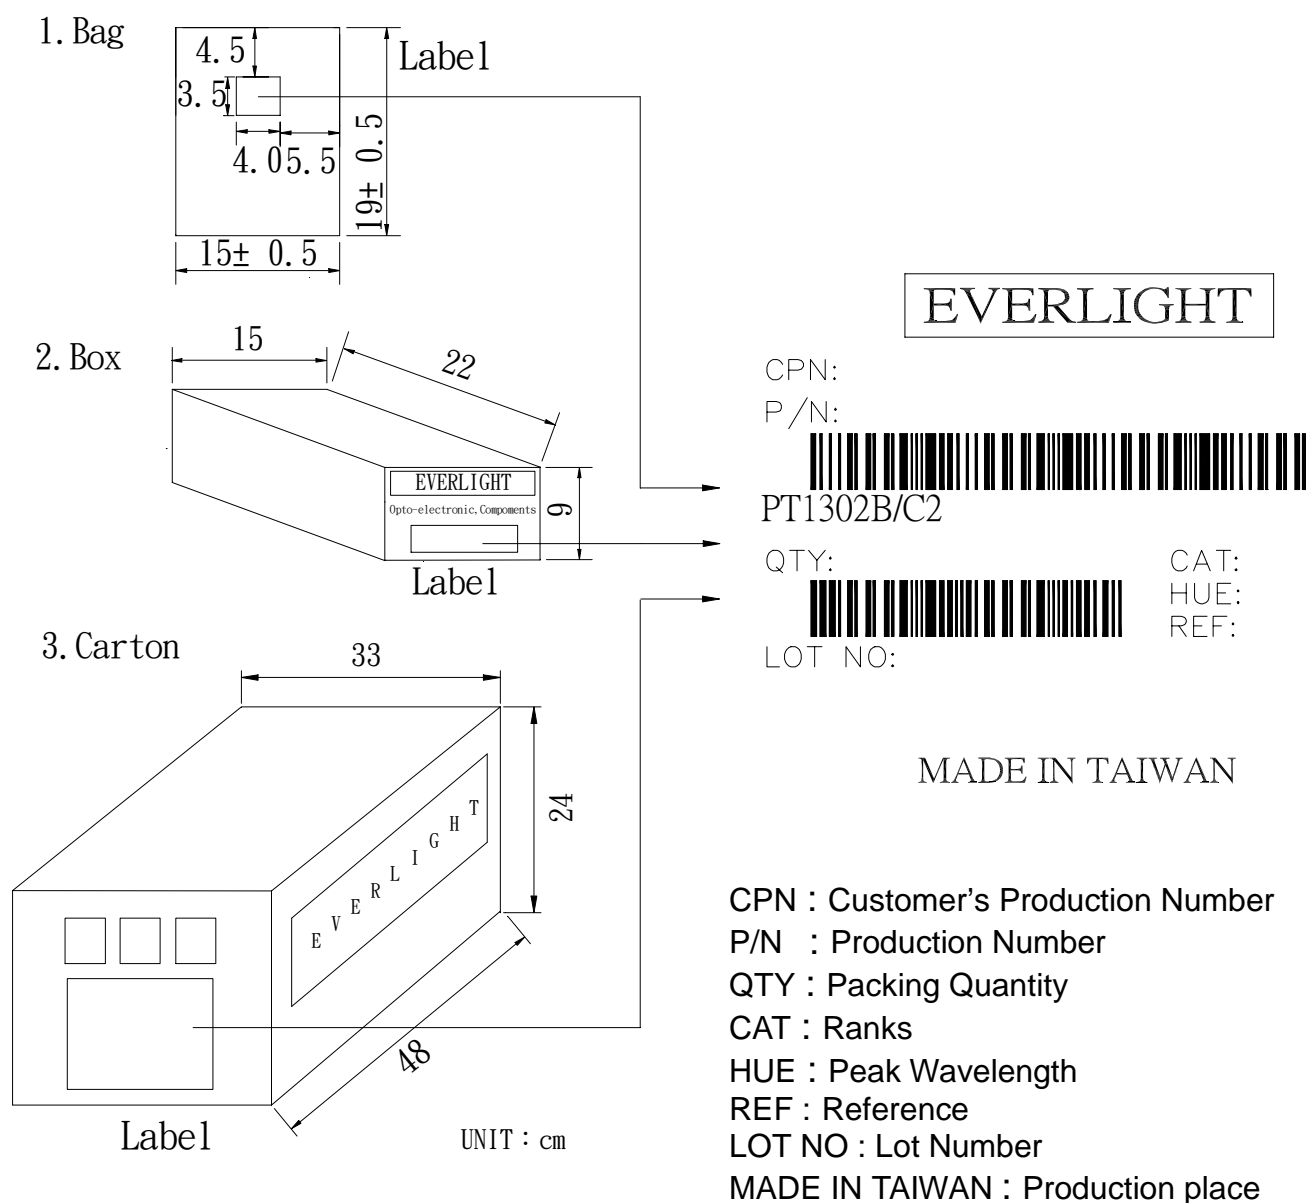 1. Bag
4.5
Label
3.5
4.0 5.5
19± 0.5
15± 0.5
2. Box
15
22
EVERLIGHT
Opto-electronic, Compoments
9
Label
3. Carton
33
24
EVERLIGHT
48
Label
UNIT：cm
EVERLIGHT
CPN:
P/N:
PT1302B/C2
QTY:
CAT:
HUE:
REF:
LOT NO:
MADE IN TAIWAN
CPN：Customer’s Production Number
P/N ：Production Number
QTY：Packing Quantity
CAT：Ranks
HUE：Peak Wavelength
REF : Reference
LOT NO : Lot Number
MADE IN TAIWAN：Production place